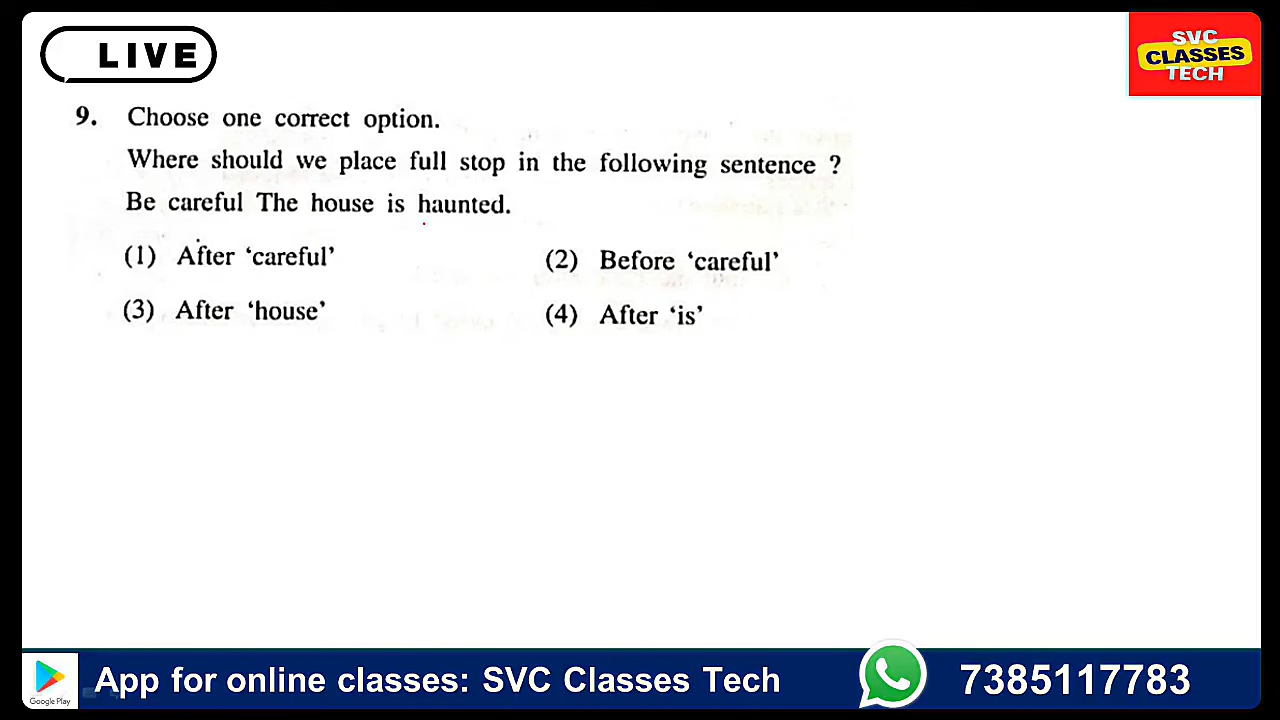 LIVE
SVC
CLASSES
TECH
9. Choose one correct option.
Where should we place full stop in the following sentence ?
Be careful The house is haunted.
(1) After ‘careful’ (2) Before ‘careful’
(3) After ‘house’ (4) After ‘is’
Google Play
App for online classes: SVC Classes Tech
7385117783